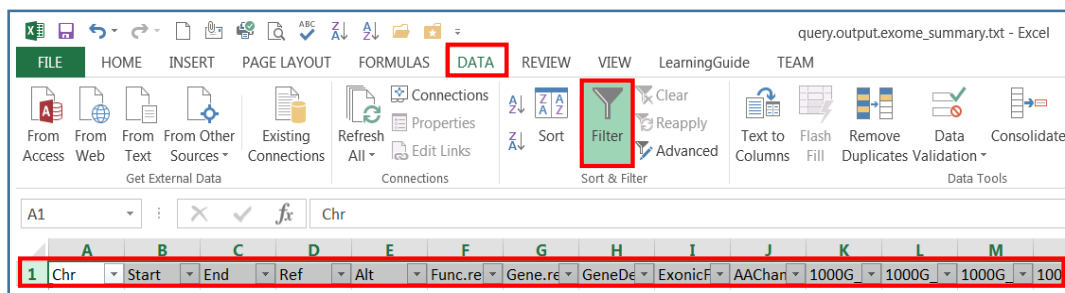 ABC
query.output.exome_summary.txt - Excel
FILE HOME INSERT PAGE LAYOUT FORMULAS DATA REVIEW VIEW LearningGuide TEAM
Connections Clear
Properties Reapply
Edit Links Advanced
From Access From Web From Text From Other Sources Existing Connections Refresh All Sort Filter Text to Columns Flash Fill Remove Duplicates Data Validation Consolidate
Get External Data Connections Sort & Filter Data Tools
A1 fx Chr
A B C D E F G H I J K L M
1 Chr Start End Ref Alt Func.re Gene.re GeneDe ExonicF AAChan 1000G_ 1000G_ 1000G_ 100